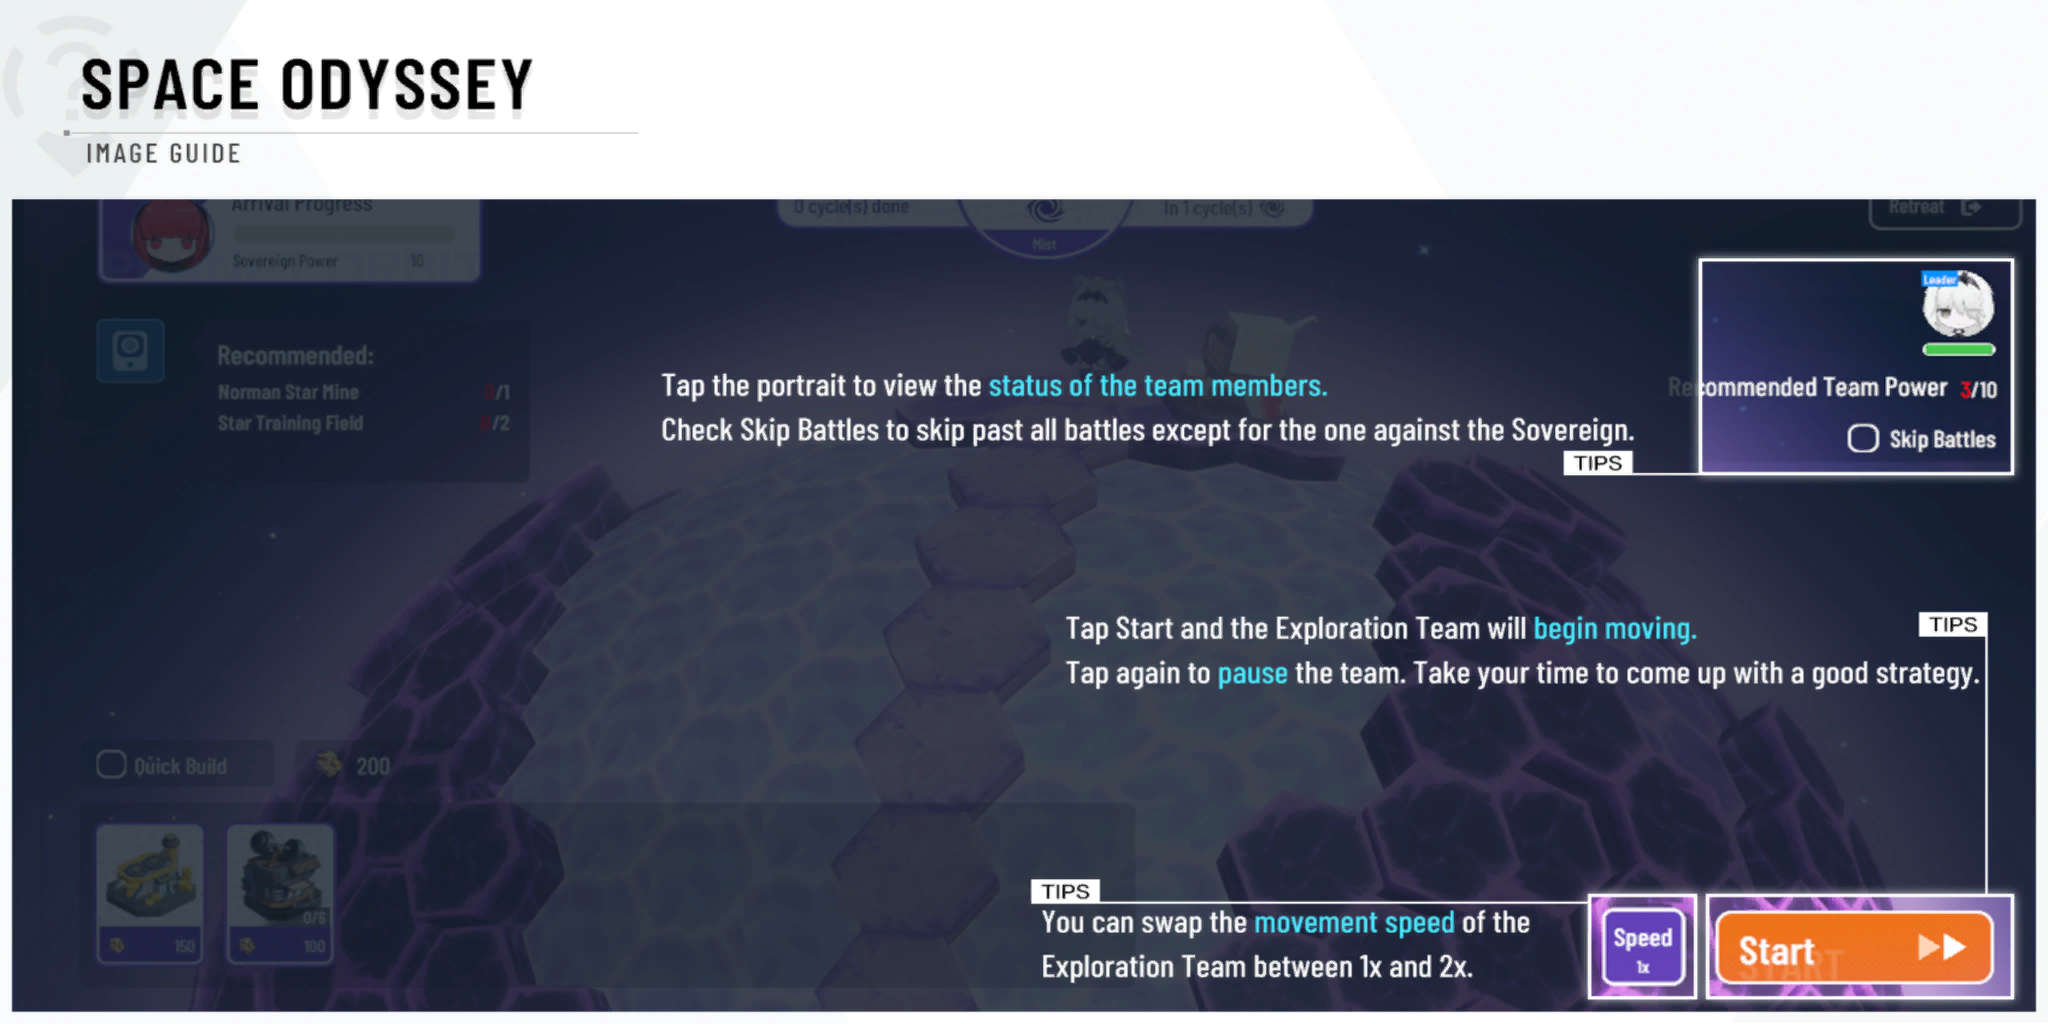 SPACE ODYSSEY
IMAGE GUIDE
Arrival Progress
Sovereign Power 10
0 cycle(s) done
Mist
In 1 cycle(s)
Retreat
Leader
Recommended Team Power 3/10
Skip Battles
Recommended:
Norman Star Mine /1
Star Training Field /2
Tap the portrait to view the status of the team members.
Check Skip Battles to skip past all battles except for the one against the Sovereign.
TIPS
TIPS
Tap Start and the Exploration Team will begin moving.
Tap again to pause the team. Take your time to come up with a good strategy.
Quick Build
200
0/6
150
100
TIPS
You can swap the movement speed of the
Exploration Team between 1x and 2x.
Speed
1x
Start
START